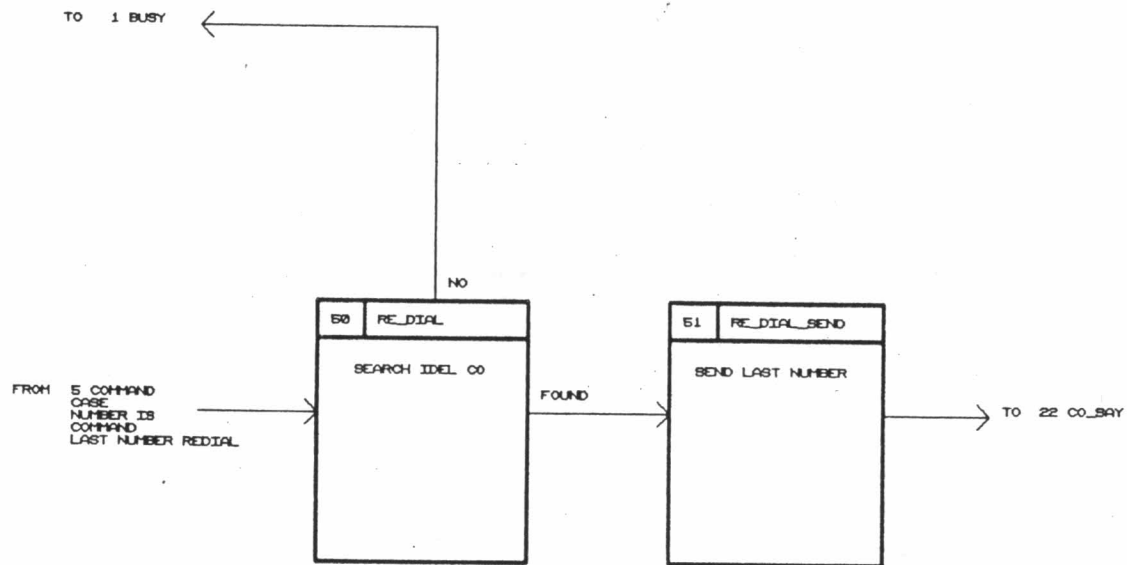 TO 1 BUSY
NO
50 RE_DIAL
SEARCH IDEL CO
FROM 5 COMMAND
CASE
NUMBER IS
COMMAND
LAST NUMBER REDIAL
FOUND
51 RE_DIAL_SEND
SEND LAST NUMBER
TO 22 CO_SAY